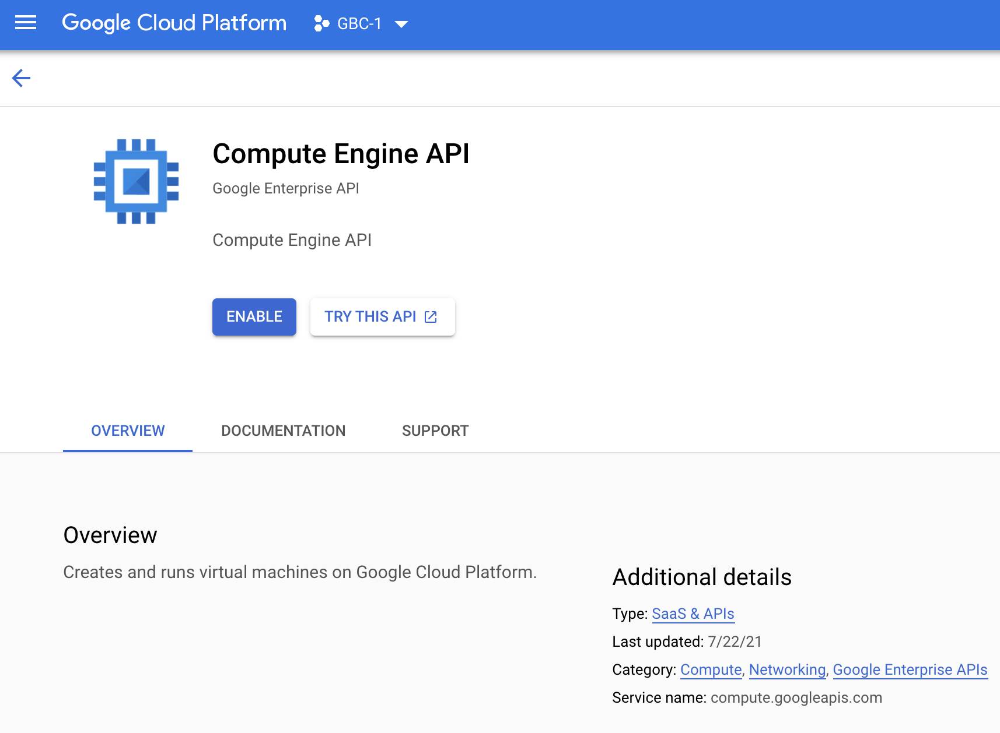 Google Cloud Platform GBC-1
Compute Engine API
Google Enterprise API
Compute Engine API
ENABLE TRY THIS API
OVERVIEW DOCUMENTATION SUPPORT
Overview
Creates and runs virtual machines on Google Cloud Platform.
Additional details
Type: SaaS & APIs
Last updated: 7/22/21
Category: Compute, Networking, Google Enterprise APIs
Service name: compute.googleapis.com